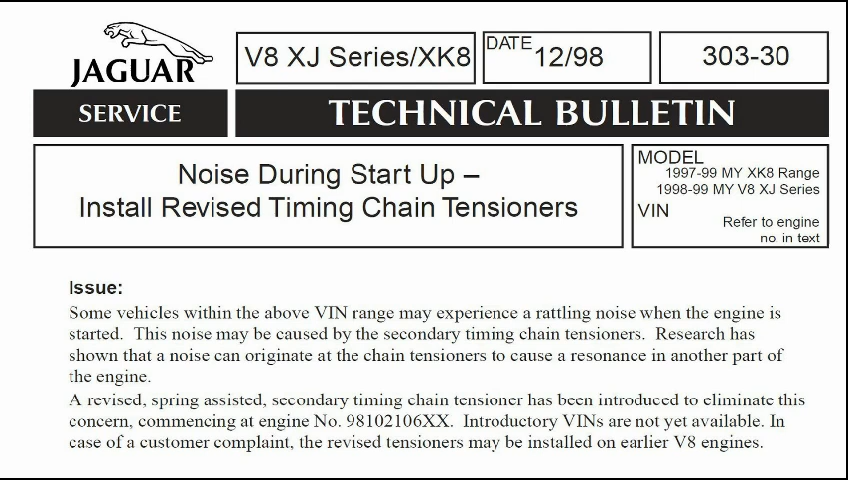 JAGUAR
V8 XJ Series/XK8
DATE 12/98
303-30
SERVICE
TECHNICAL BULLETIN
Noise During Start Up –
Install Revised Timing Chain Tensioners
MODEL
1997-99 MY XK8 Range
1998-99 MY V8 XJ Series
VIN
Refer to engine
no in text
Issue:
Some vehicles within the above VIN range may experience a rattling noise when the engine is
started. This noise may be caused by the secondary timing chain tensioners. Research has
shown that a noise can originate at the chain tensioners to cause a resonance in another part of
the engine.
A revised, spring assisted, secondary timing chain tensioner has been introduced to eliminate this
concern, commencing at engine No. 98102106XX. Introductory VINs are not yet available. In
case of a customer complaint, the revised tensioners may be installed on earlier V8 engines.